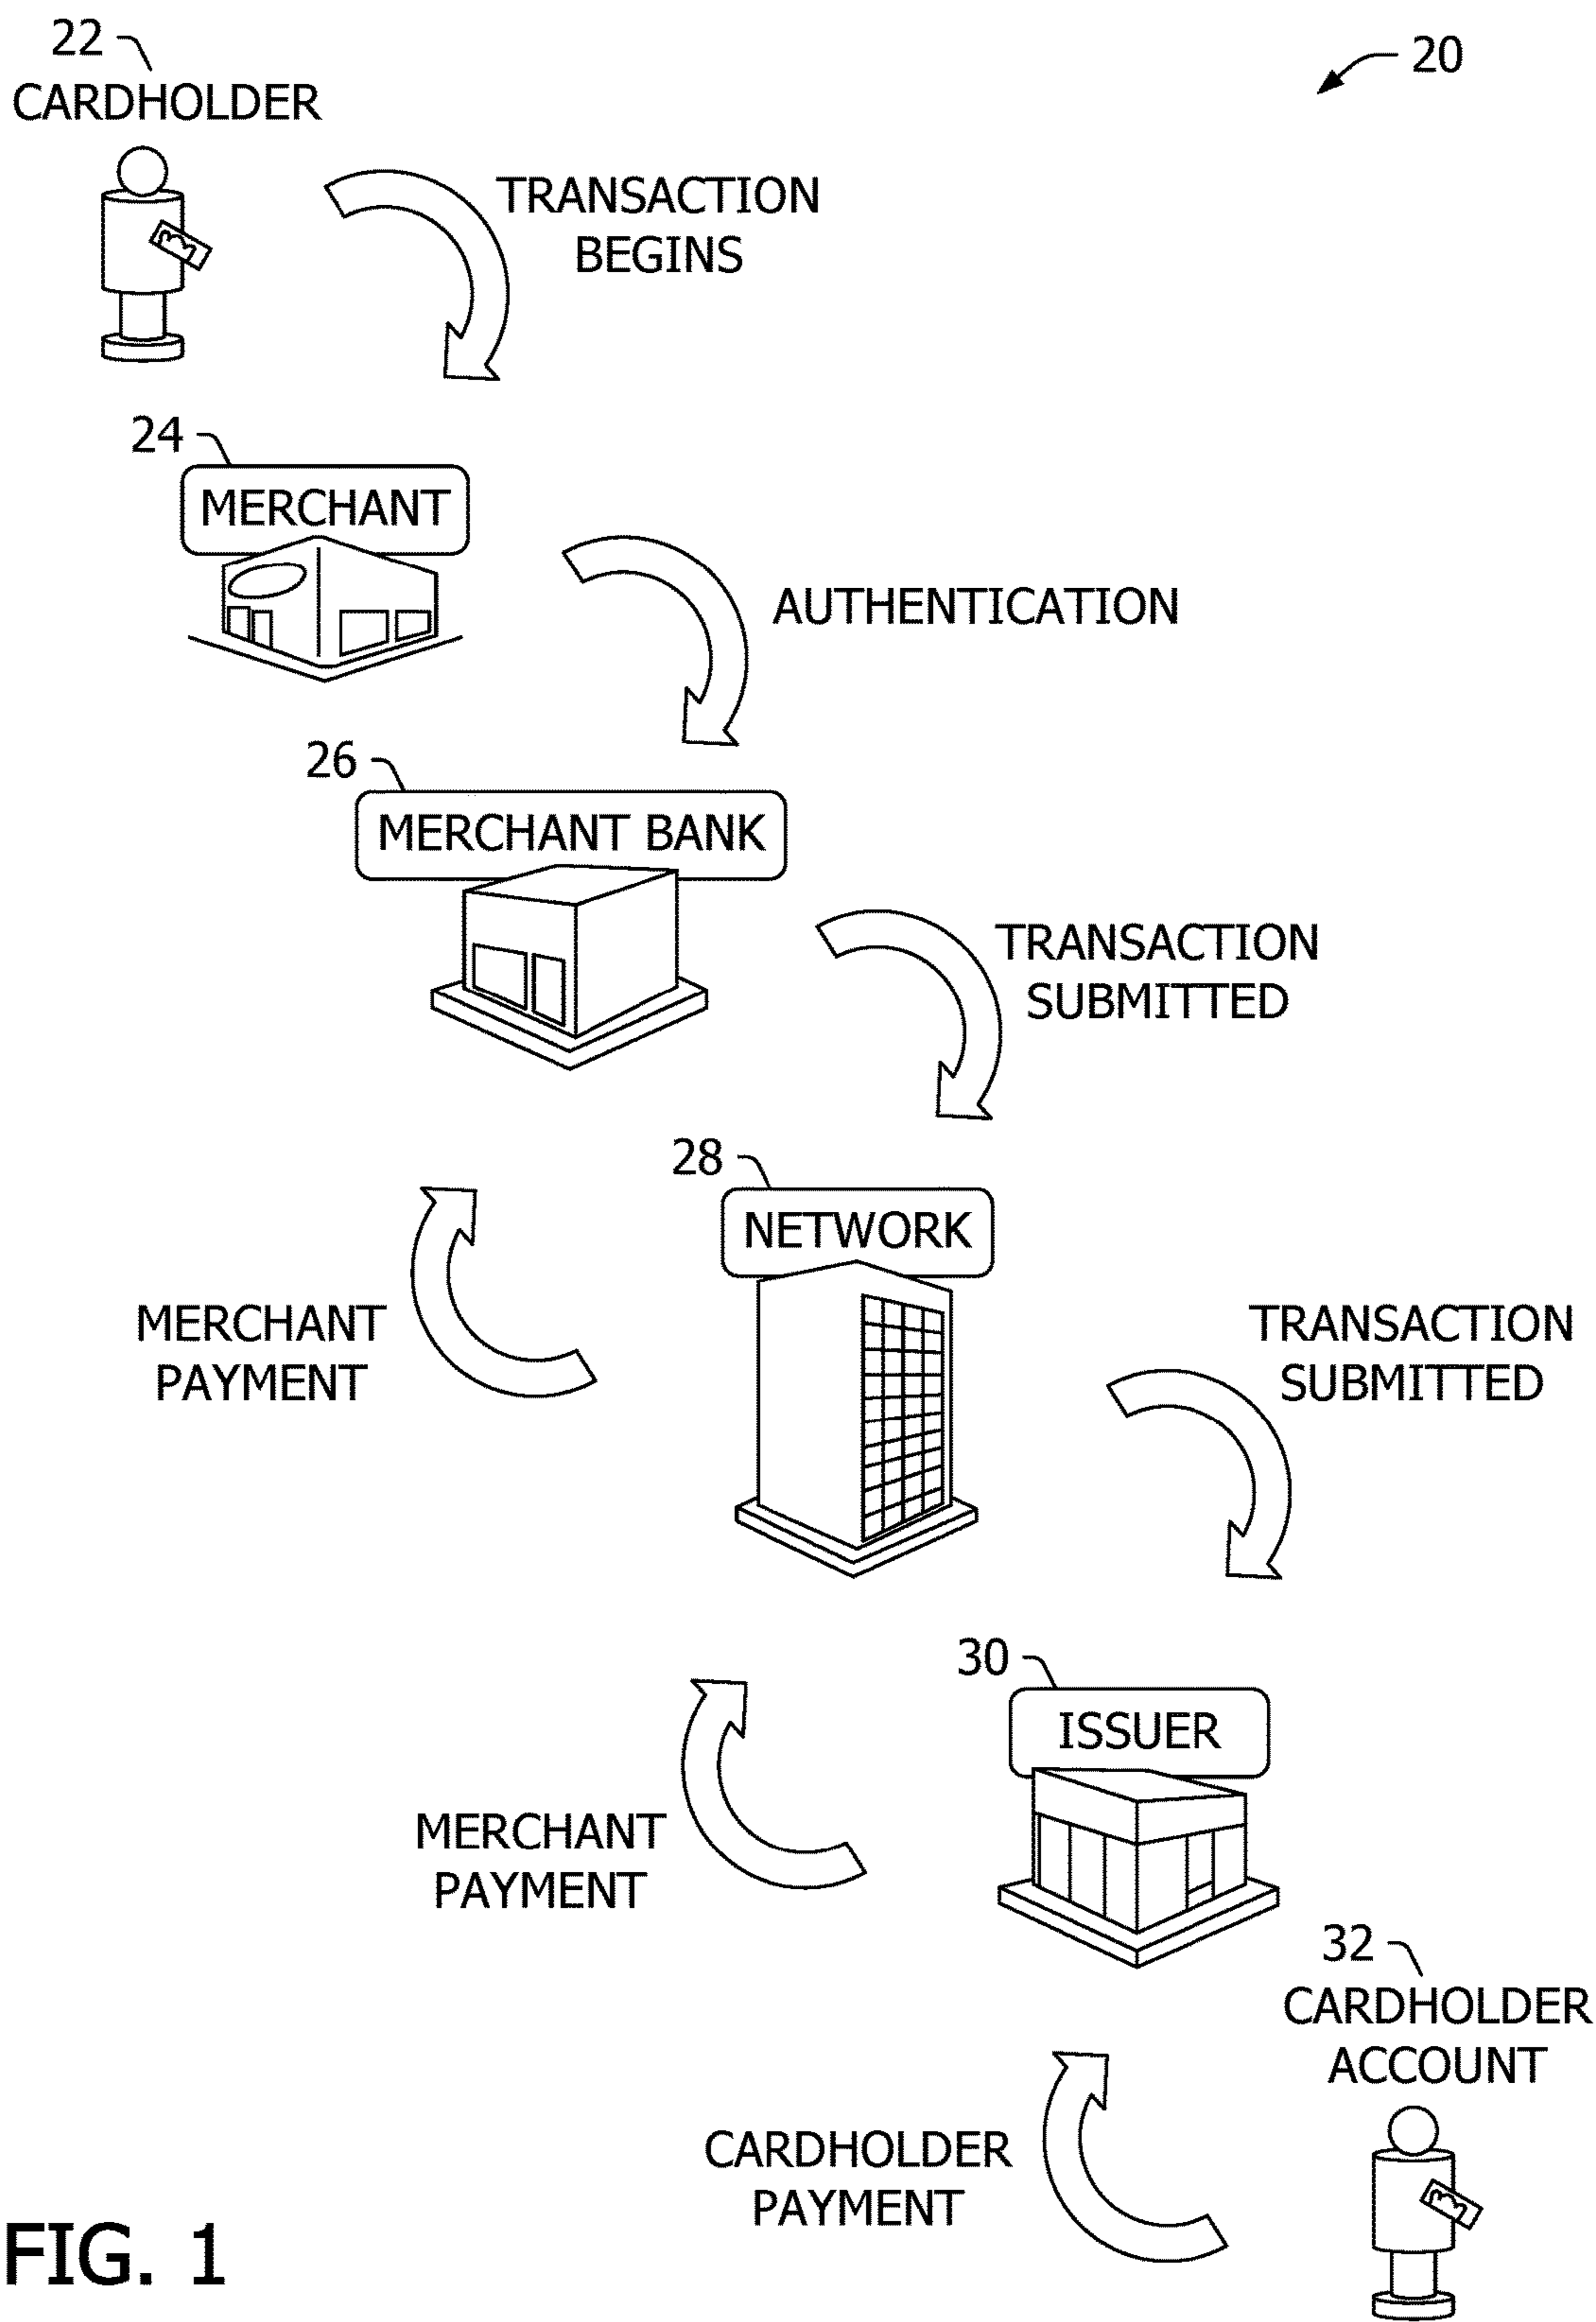 22
20
CARDHOLDER
TRANSACTION
BEGINS
24
MERCHANT
AUTHENTICATION
26
MERCHANT BANK
TRANSACTION
SUBMITTED
28
NETWORK
MERCHANT
PAYMENT
TRANSACTION
SUBMITTED
30
ISSUER
MERCHANT
PAYMENT
32
CARDHOLDER
ACCOUNT
CARDHOLDER
PAYMENT
FIG. 1